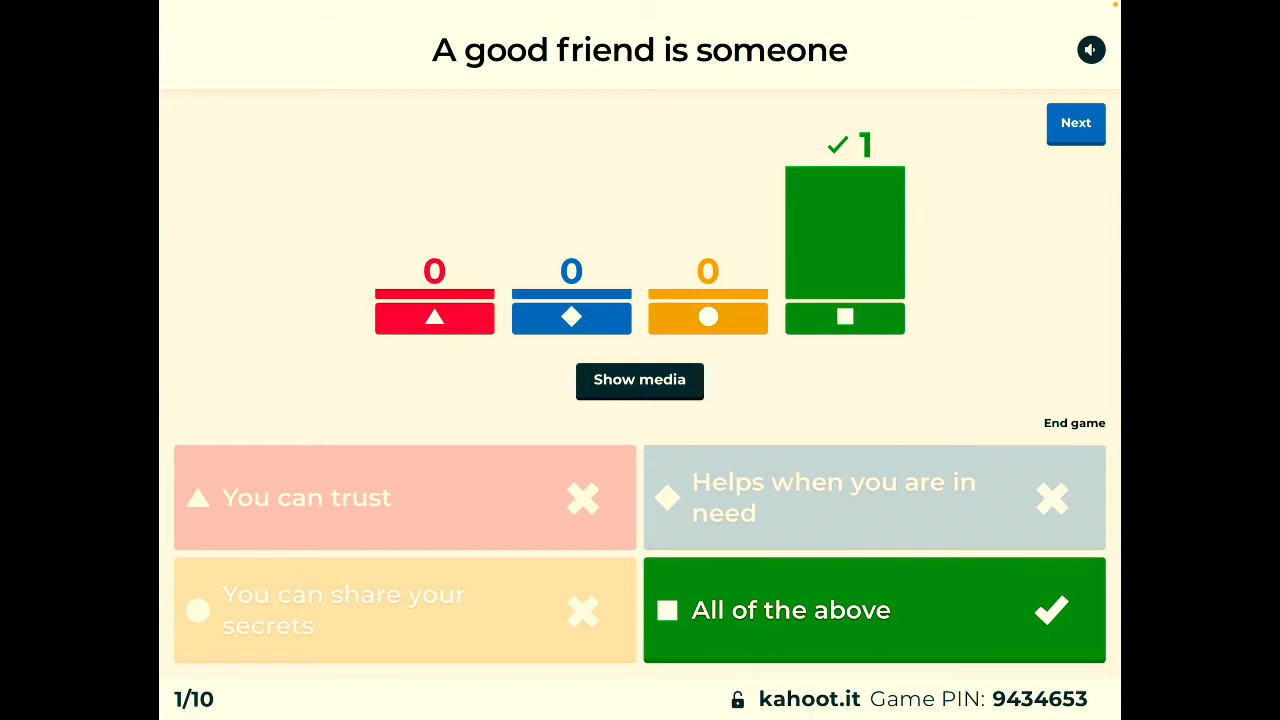 A good friend is someone
Next
1
0 0 0
Show media
End game
You can trust
Helps when you are in
need
You can share your
secrets
All of the above
1/10
kahoot.it Game PIN: 9434653